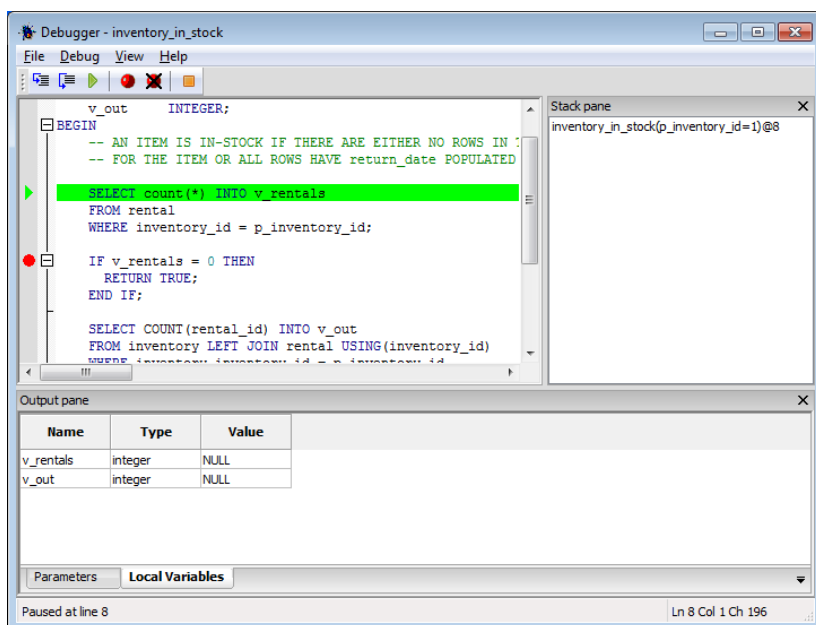 Debugger - inventory_in_stock
File Debug View Help
v_out INTEGER;
BEGIN
-- AN ITEM IS IN-STOCK IF THERE ARE EITHER NO ROWS IN
-- FOR THE ITEM OR ALL ROWS HAVE return_date POPULATED
SELECT count(*) INTO v_rentals
FROM rental
WHERE inventory_id = p_inventory_id;
IF v_rentals = 0 THEN
RETURN TRUE;
END IF;
SELECT COUNT(rental_id) INTO v_out
FROM inventory LEFT JOIN rental USING(inventory_id)
WHERE inventory.inventory_id = p_inventory_id
Stack pane
inventory_in_stock(p_inventory_id=1)@8
Output pane
Name Type Value
v_rentals integer NULL
v_out integer NULL
Parameters Local Variables
Paused at line 8
Ln 8 Col 1 Ch 196